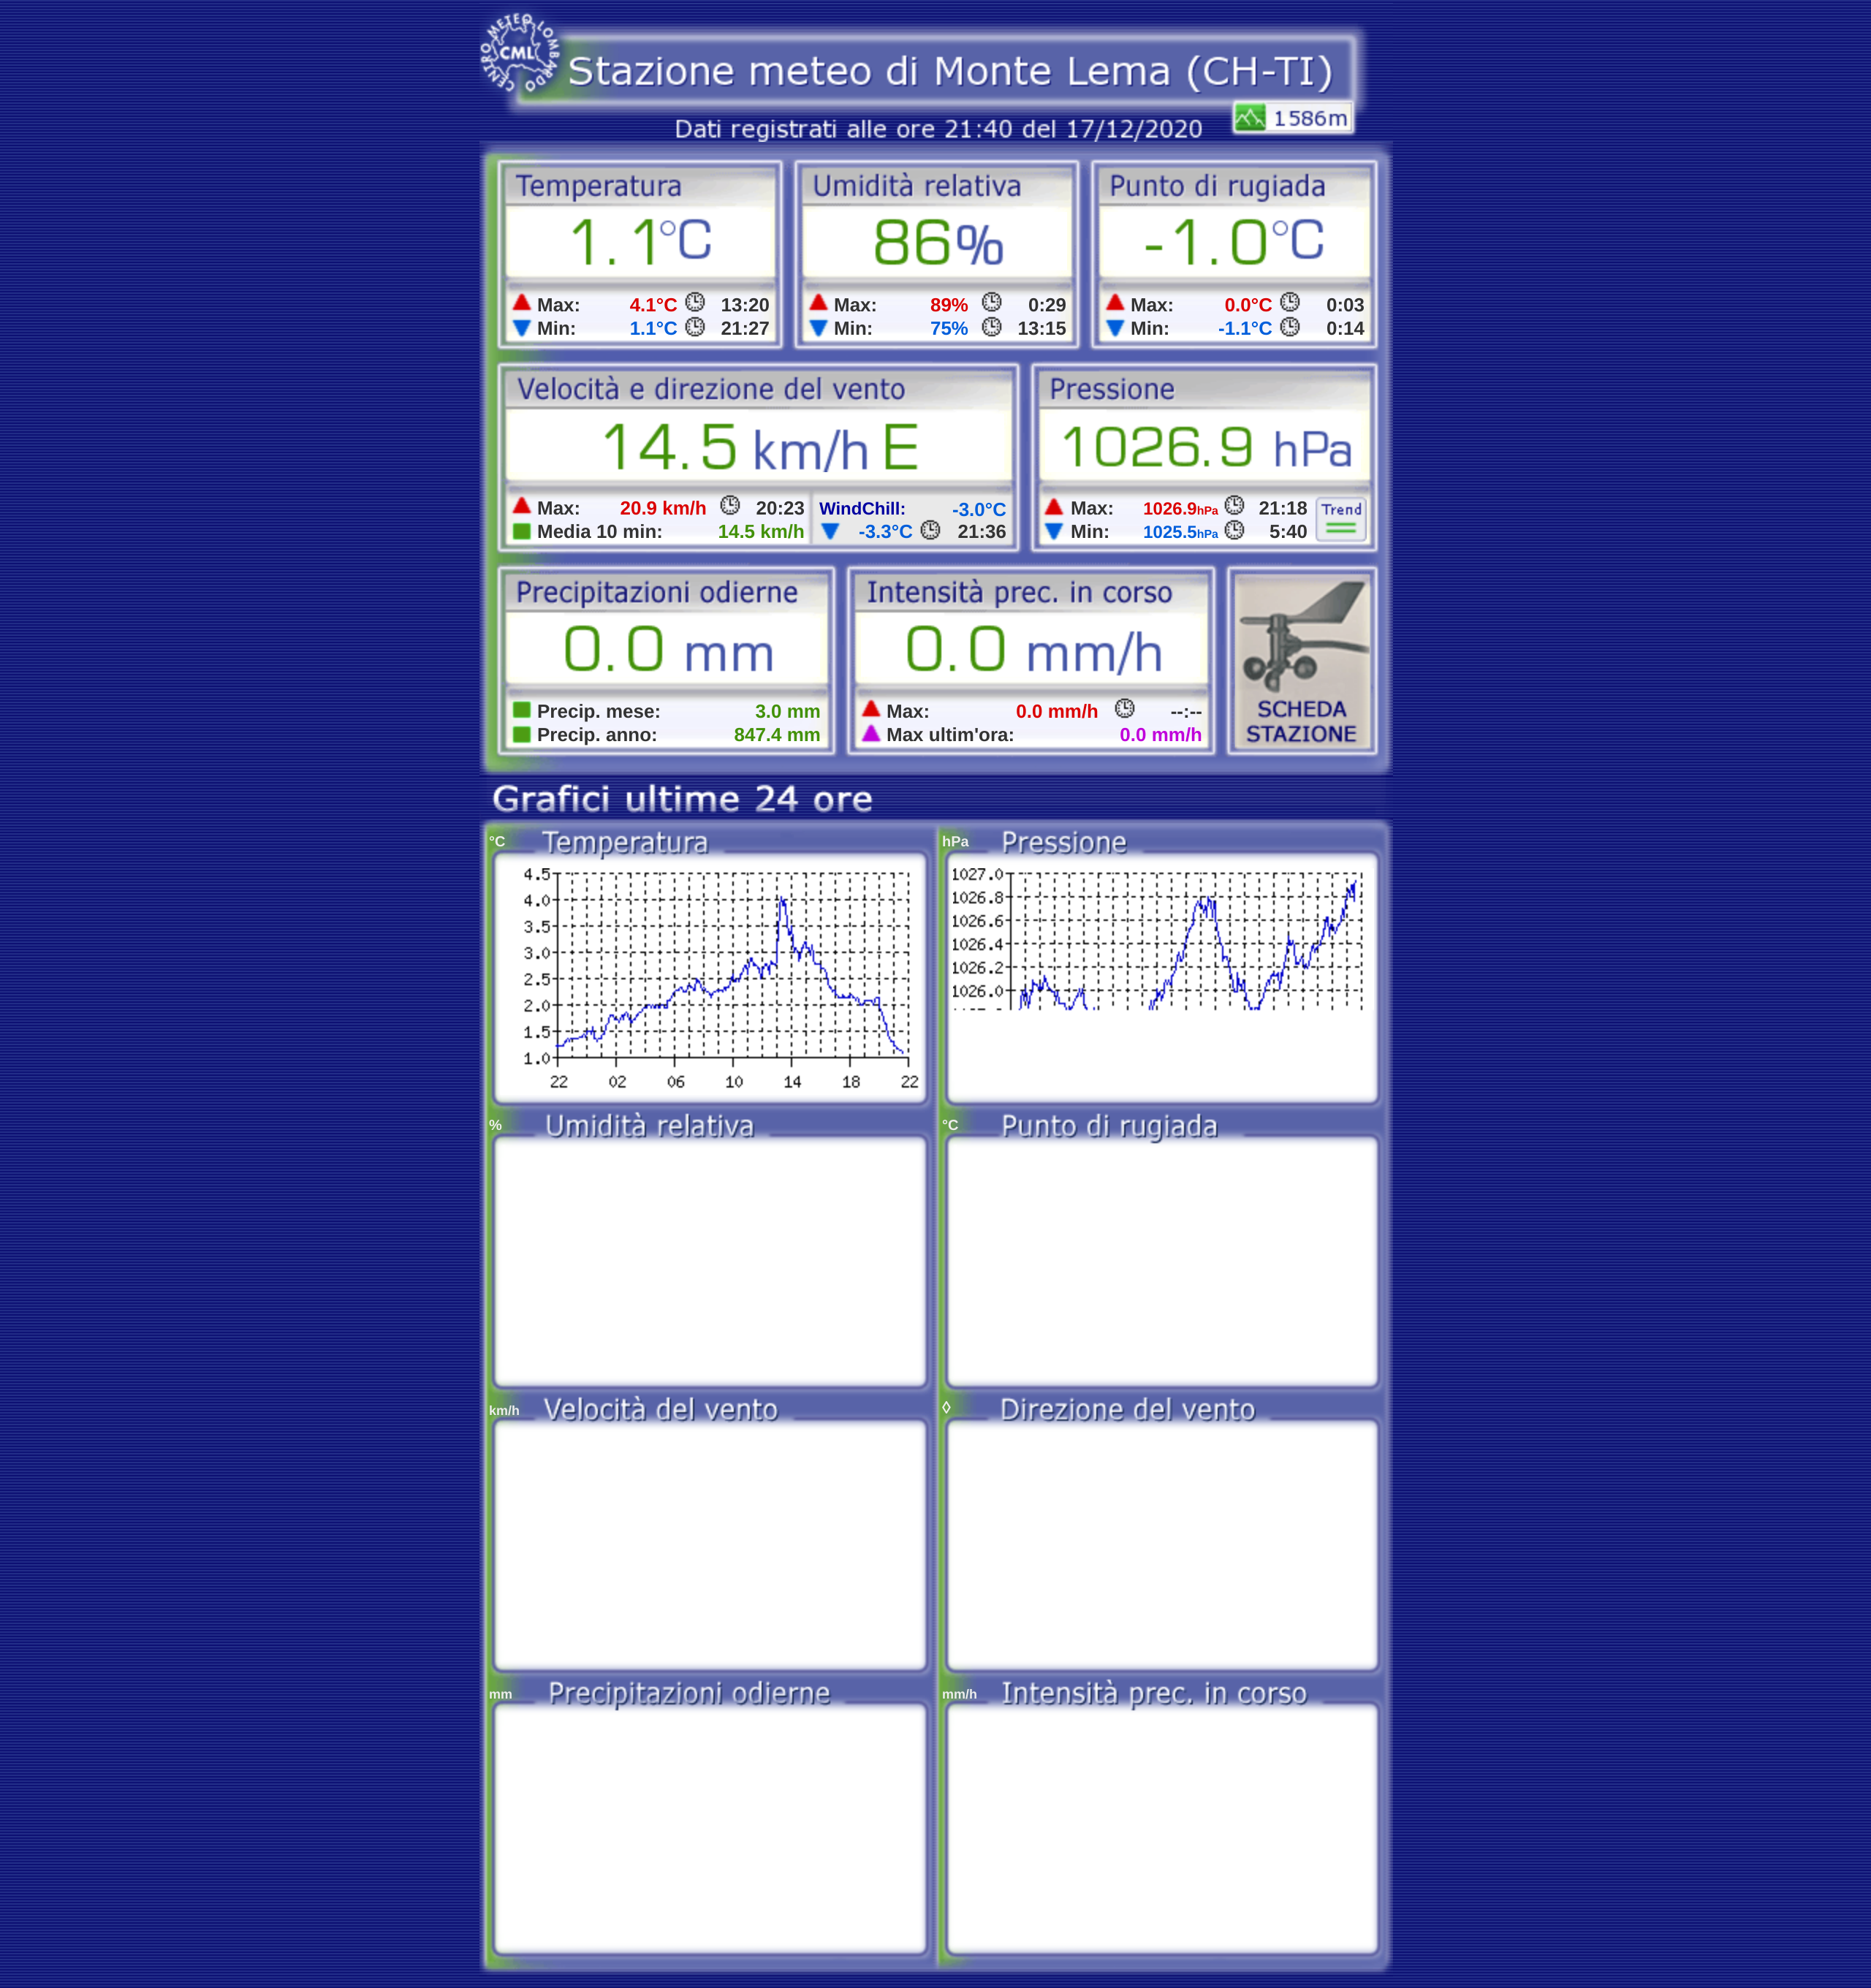 CENTRO METEO LOMBARDO
CML
Stazione meteo di Monte Lema (CH-TI)
1586m
Dati registrati alle ore 21:40 del 17/12/2020
Temperatura
1.1°C
Max: 4.1°C 13:20
Min: 1.1°C 21:27
Umidità relativa
86%
Max: 89% 0:29
Min: 75% 13:15
Punto di rugiada
-1.0°C
Max: 0.0°C 0:03
Min: -1.1°C 0:14
Velocità e direzione del vento
14.5 km/h E
Max: 20.9 km/h 20:23
Media 10 min: 14.5 km/h
WindChill: -3.0°C
-3.3°C 21:36
Pressione
1026.9 hPa
Max: 1026.9hPa 21:18
Min: 1025.5hPa 5:40
Trend
Precipitazioni odierne
0.0 mm
Precip. mese: 3.0 mm
Precip. anno: 847.4 mm
Intensità prec. in corso
0.0 mm/h
Max: 0.0 mm/h --:--
Max ultim'ora: 0.0 mm/h
SCHEDA
STAZIONE
Grafici ultime 24 ore
°C Temperatura
4.5
4.0
3.5
3.0
2.5
2.0
1.5
1.0
22 02 06 10 14 18 22
hPa Pressione
1027.0
1026.8
1026.6
1026.4
1026.2
1026.0
% Umidità relativa
°C Punto di rugiada
km/h Velocità del vento
◊ Direzione del vento
mm Precipitazioni odierne
mm/h Intensità prec. in corso